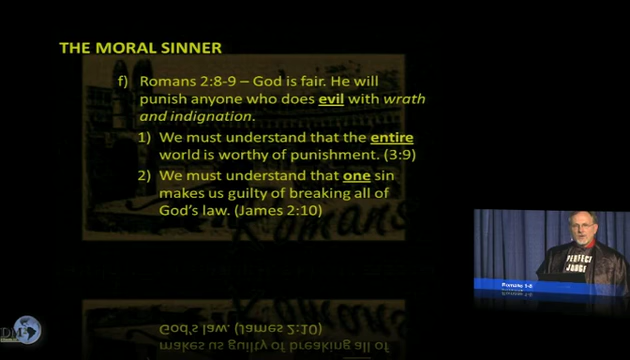 THE MORAL SINNER
f) Romans 2:8-9 – God is fair. He will
punish anyone who does evil with wrath
and indignation.
1) We must understand that the entire
world is worthy of punishment. (3:9)
2) We must understand that one sin
makes us guilty of breaking all of
God's law. (James 2:10)
Romans
PERFECT
JUDGE
Romans 1-8
God's law. (James 2:10)
makes us guilty of breaking all of
DM